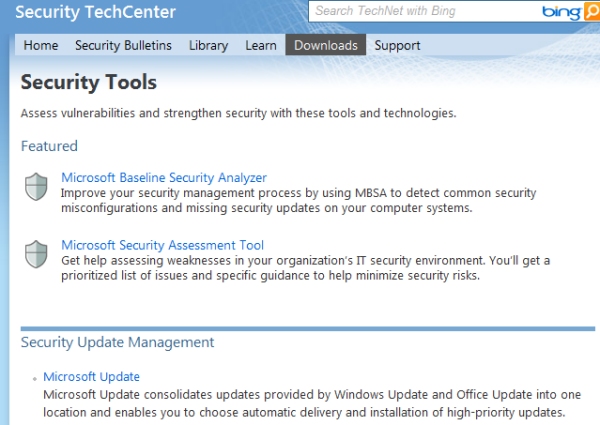 Security TechCenter
Search TechNet with Bing
bing
Home Security Bulletins Library Learn Downloads Support
Security Tools
Assess vulnerabilities and strengthen security with these tools and technologies.
Featured
Microsoft Baseline Security Analyzer
Improve your security management process by using MBSA to detect common security
misconfigurations and missing security updates on your computer systems.
Microsoft Security Assessment Tool
Get help assessing weaknesses in your organization's IT security environment. You'll get a
prioritized list of issues and specific guidance to help minimize security risks.
Security Update Management
Microsoft Update
Microsoft Update consolidates updates provided by Windows Update and Office Update into one
location and enables you to choose automatic delivery and installation of high-priority updates.